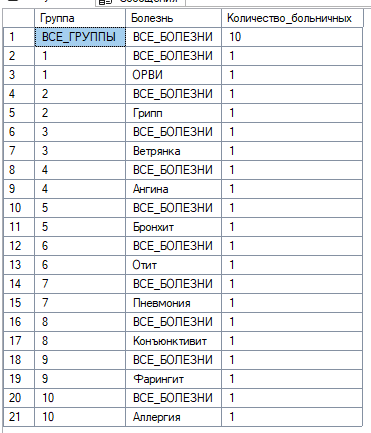 Сообщения
Группа Болезнь Количество_больничных
1 ВСЕ_ГРУППЫ ВСЕ_БОЛЕЗНИ 10
2 1 ВСЕ_БОЛЕЗНИ 1
3 1 ОРВИ 1
4 2 ВСЕ_БОЛЕЗНИ 1
5 2 Грипп 1
6 3 ВСЕ_БОЛЕЗНИ 1
7 3 Ветрянка 1
8 4 ВСЕ_БОЛЕЗНИ 1
9 4 Ангина 1
10 5 ВСЕ_БОЛЕЗНИ 1
11 5 Бронхит 1
12 6 ВСЕ_БОЛЕЗНИ 1
13 6 Отит 1
14 7 ВСЕ_БОЛЕЗНИ 1
15 7 Пневмония 1
16 8 ВСЕ_БОЛЕЗНИ 1
17 8 Конъюнктивит 1
18 9 ВСЕ_БОЛЕЗНИ 1
19 9 Фарингит 1
20 10 ВСЕ_БОЛЕЗНИ 1
21 10 Аллергия 1